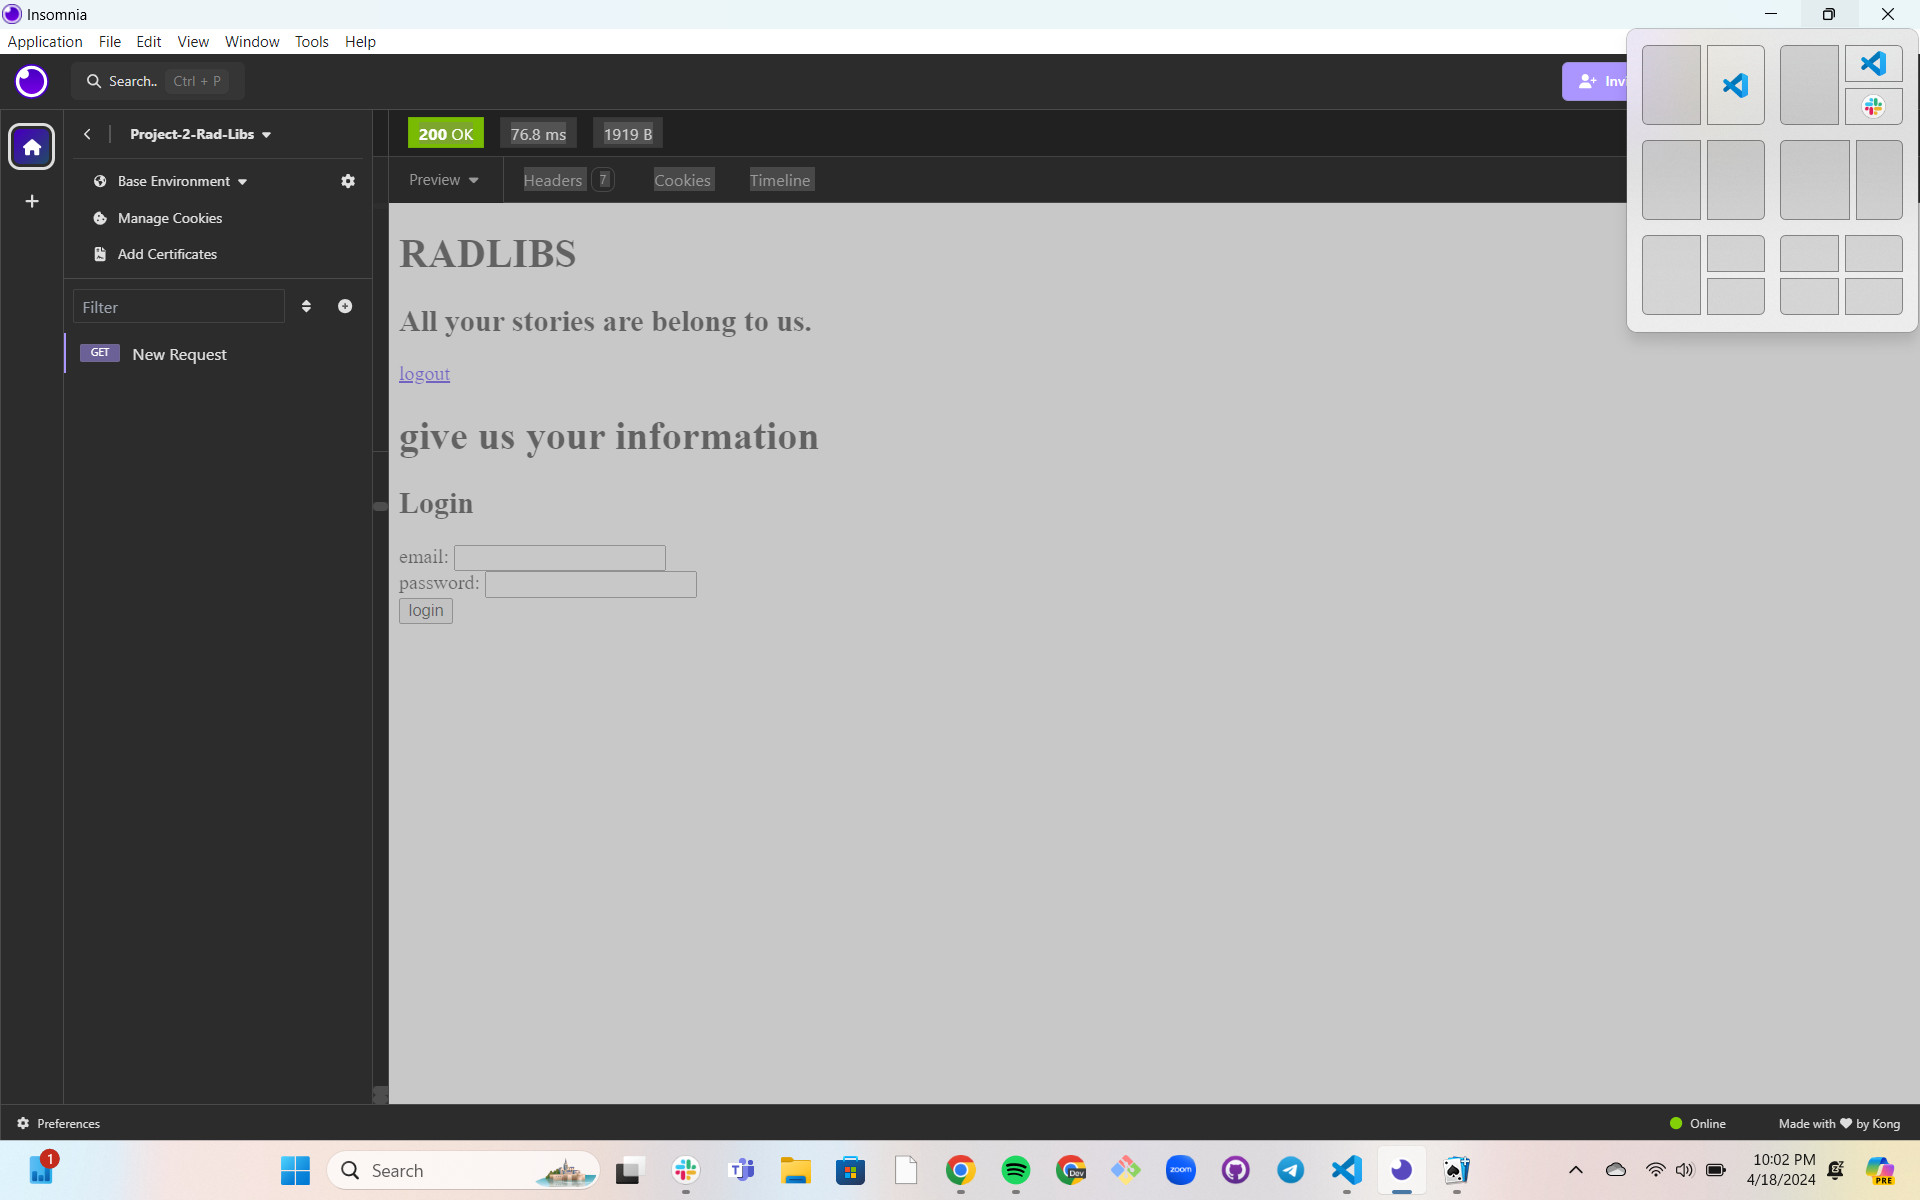 Insomnia
Application File Edit View Window Tools Help
Search.. Ctrl + P
Project-2-Rad-Libs
200 OK 76.8 ms 1919 B
Base Environment
Preview Headers 7 Cookies Timeline
Manage Cookies
Add Certificates
Filter
GET New Request
RADLIBS
All your stories are belong to us.
logout
give us your information
Login
email:
password:
login
Preferences
Online
Made with ❤ by Kong
1
Search
Dev
zoom
10:02 PM
4/18/2024
PRE